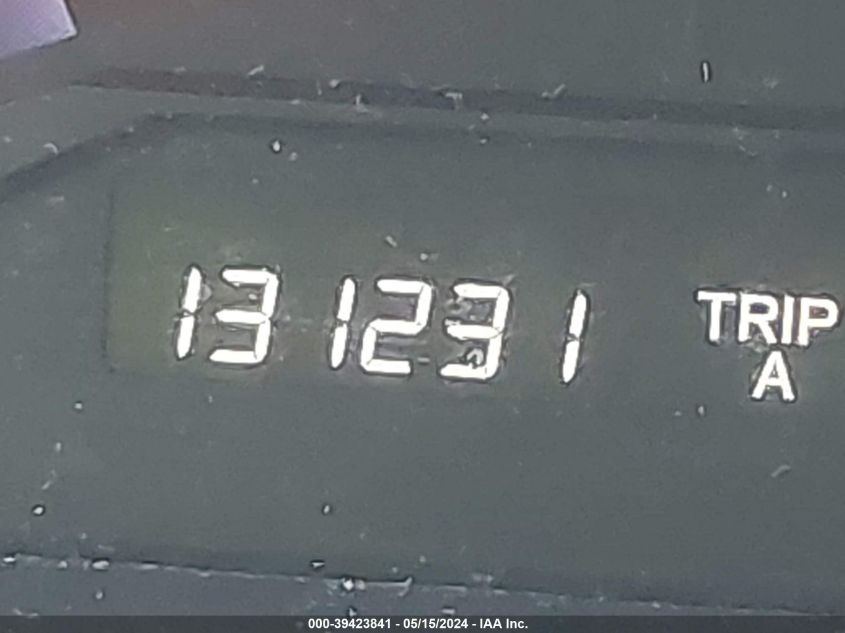 131231 TRIP
A
000-39423841 - 05/15/2024 - IAA Inc.